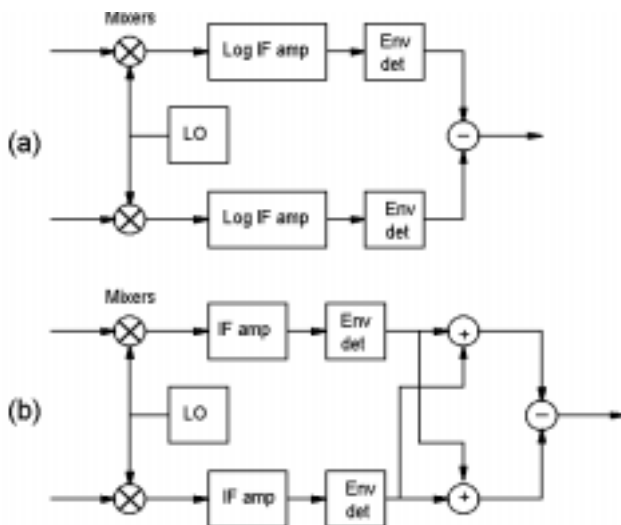 Mixers
Log IF amp
Env
det
(a)
LO
−
Log IF amp
Env
det
Mixers
IF amp
Env
det
+
(b)
LO
−
IF amp
Env
det
+